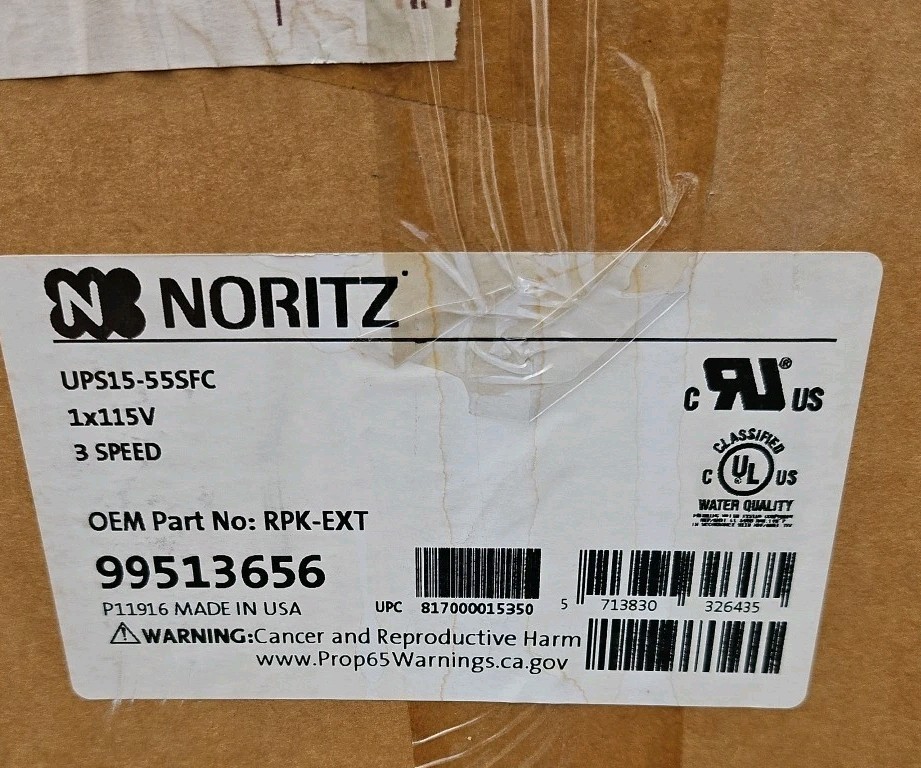 NORITZ
UPS15-55SFC
1x115V
3 SPEED
C RU® US
CLASSIFIED
C UL US
WATER QUALITY
OEM Part No: RPK-EXT
99513656
P11916 MADE IN USA
UPC 817000015350
5 713830 326435
WARNING:Cancer and Reproductive Harm
www.Prop65Warnings.ca.gov